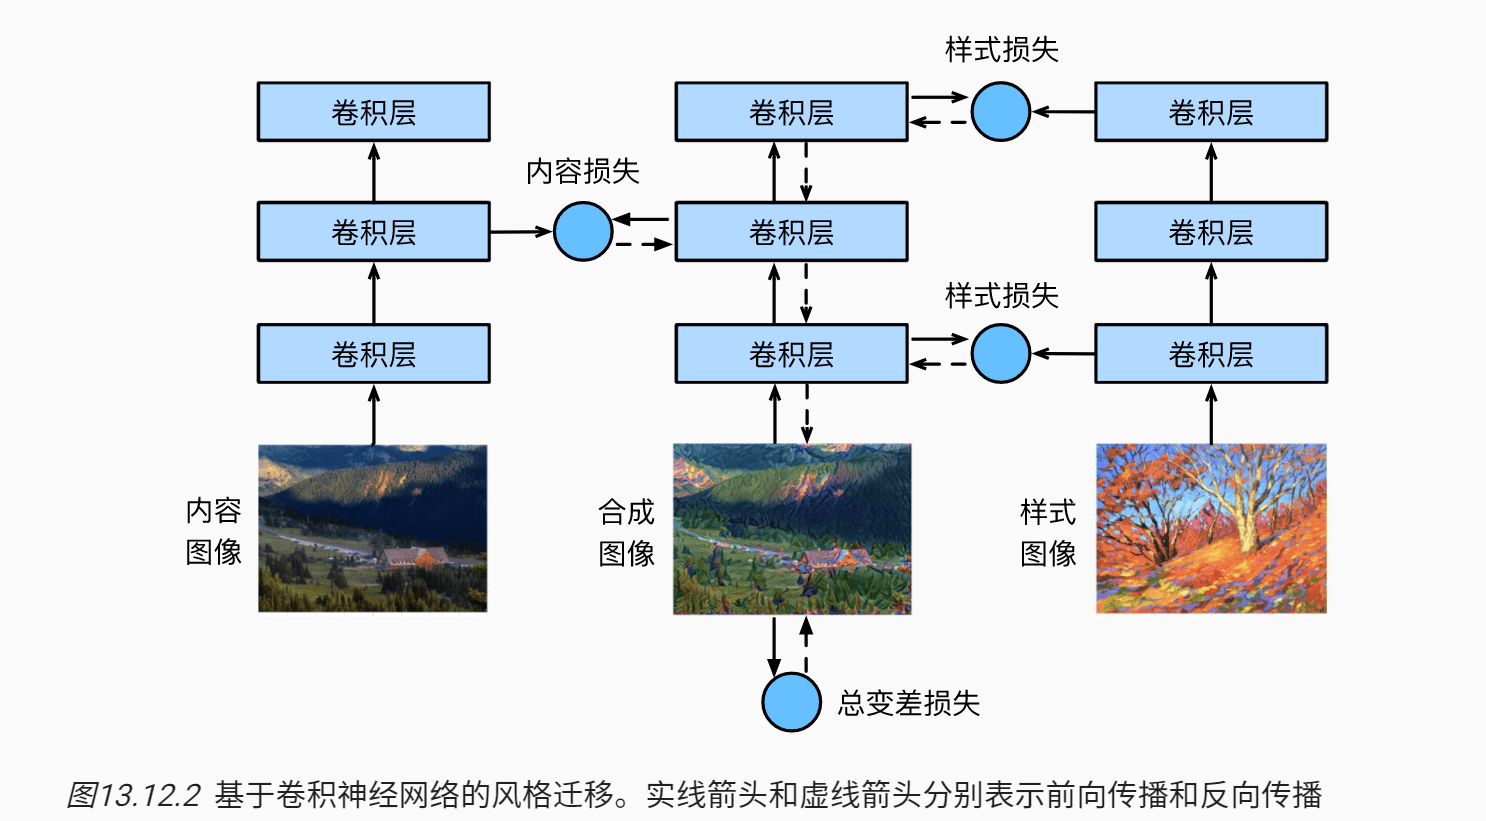 样式损失
卷积层
卷积层
卷积层
内容损失
卷积层
卷积层
卷积层
样式损失
卷积层
卷积层
卷积层
内容
图像
合成
图像
样式
图像
总变差损失
图13.12.2 基于卷积神经网络的风格迁移。实线箭头和虚线箭头分别表示前向传播和反向传播